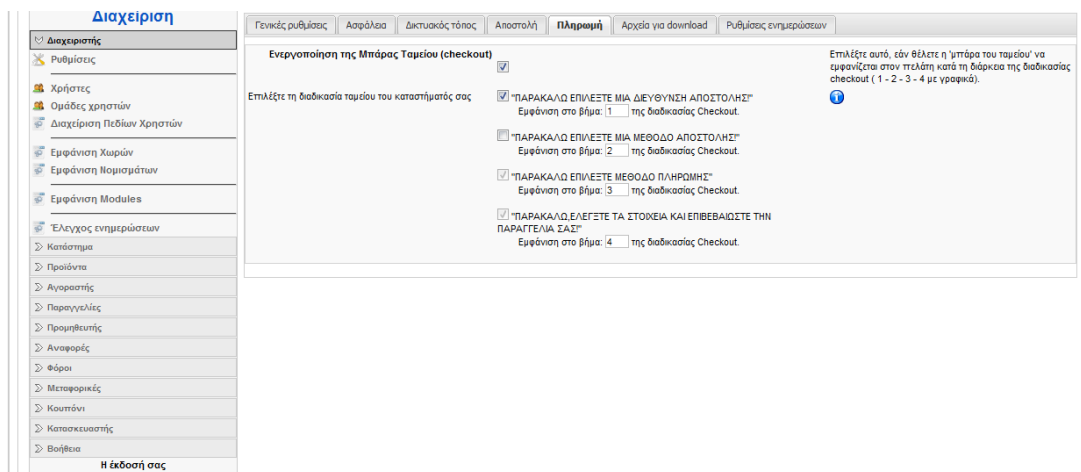 Διαχείριση
Διαχειριστής
Ρυθμίσεις
Χρήστες
Ομάδες χρηστών
Διαχείριση Πεδίων Χρηστών
Εμφάνιση Χωρών
Εμφάνιση Νομισμάτων
Εμφάνιση Modules
Έλεγχος ενημερώσεων
Κατάστημα
Προϊόντα
Αγοραστής
Παραγγελίες
Προμηθευτής
Αναφορές
Φόροι
Μεταφορικές
Κουπόνι
Κατασκευαστής
Βοήθεια
Η έκδοσή σας
Γενικές ρυθμίσεις Ασφάλεια Δικτυακός τόπος Αποστολή Πληρωμή Αρχεία για download Ρυθμίσεις ενημερώσεων
Ενεργοποίηση της Μπάρας Ταμείου (checkout)
Επιλέξτε αυτό, εάν θέλετε η 'μπάρα του ταμείου' να
εμφανίζεται στον πελάτη κατά τη διάρκεια της διαδικασίας
checkout ( 1 - 2 - 3 - 4 με γραφικά).
Επιλέξτε τη διαδικασία ταμείου του καταστήματός σας
"ΠΑΡΑΚΑΛΩ ΕΠΙΛΕΞΤΕ ΜΙΑ ΔΙΕΥΘΥΝΣΗ ΑΠΟΣΤΟΛΗΣ!"
Εμφάνιση στο βήμα: 1 της διαδικασίας Checkout.
"ΠΑΡΑΚΑΛΩ ΕΠΙΛΕΞΤΕ ΜΙΑ ΜΕΘΟΔΟ ΑΠΟΣΤΟΛΗΣ!"
Εμφάνιση στο βήμα: 2 της διαδικασίας Checkout.
"ΠΑΡΑΚΑΛΩ ΕΠΙΛΕΞΤΕ ΜΕΘΟΔΟ ΠΛΗΡΩΜΗΣ"
Εμφάνιση στο βήμα: 3 της διαδικασίας Checkout.
"ΠΑΡΑΚΑΛΩ,ΕΛΕΓΞΤΕ ΤΑ ΣΤΟΙΧΕΙΑ ΚΑΙ ΕΠΙΒΕΒΑΙΩΣΤΕ ΤΗΝ
ΠΑΡΑΓΓΕΛΙΑ ΣΑΣ!"
Εμφάνιση στο βήμα: 4 της διαδικασίας Checkout.